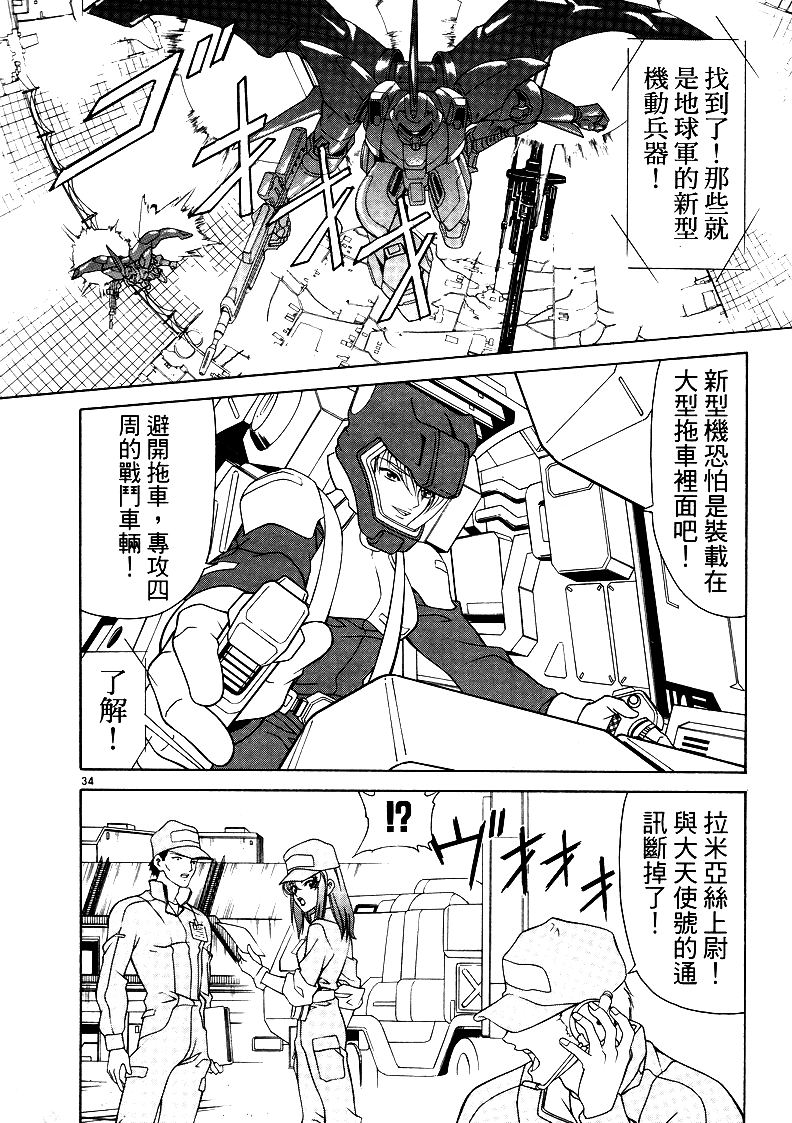 找到了！那些就
是地球軍的新型
機動兵器！
ゴオオオオ
新型機恐怕是裝載在
大型拖車裡面吧！
避開拖車，專攻四
周的戰鬥車輛！
了解！
34
拉米亞絲上尉！
與大天使號的通
訊斷掉了！
ヴヴ
!?